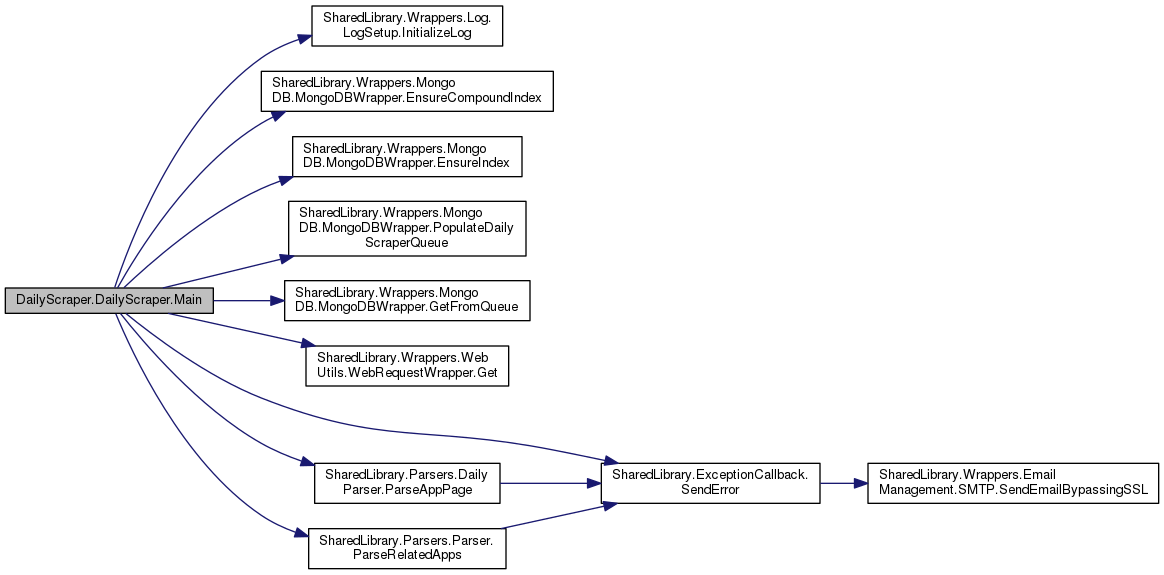 SharedLibrary.Wrappers.Log.
LogSetup.InitializeLog
SharedLibrary.Wrappers.Mongo
DB.MongoDBWrapper.EnsureCompoundIndex
SharedLibrary.Wrappers.Mongo
DB.MongoDBWrapper.EnsureIndex
SharedLibrary.Wrappers.Mongo
DB.MongoDBWrapper.PopulateDaily
ScraperQueue
DailyScraper.DailyScraper.Main
SharedLibrary.Wrappers.Mongo
DB.MongoDBWrapper.GetFromQueue
SharedLibrary.Wrappers.Web
Utils.WebRequestWrapper.Get
SharedLibrary.Parsers.Daily
Parser.ParseAppPage
SharedLibrary.ExceptionCallback.
SendError
SharedLibrary.Wrappers.Email
Management.SMTP.SendEmailBypassingSSL
SharedLibrary.Parsers.Parser.
ParseRelatedApps